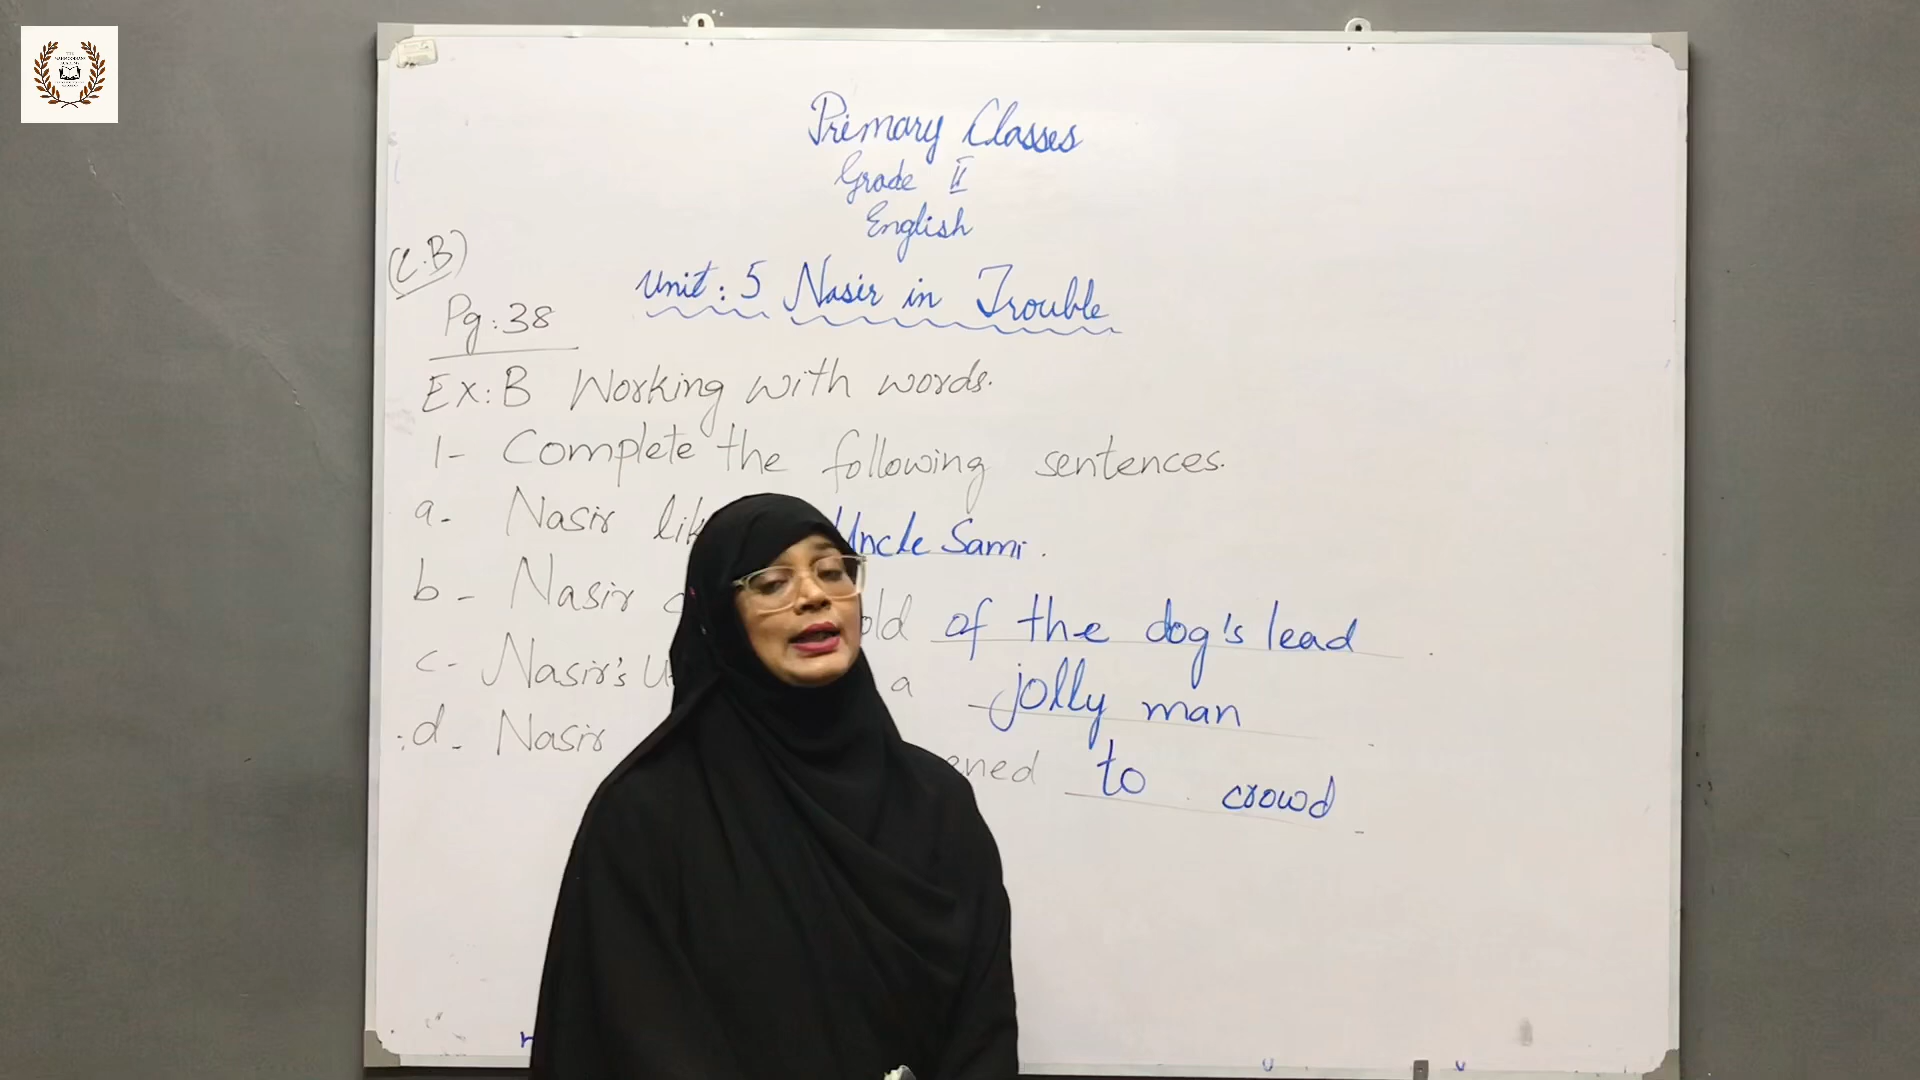 Primary Classes
Grade II
English
(C.B)
Unit: 5 Nasir in Trouble
Pg: 38
Ex: B Working with words.
1- Complete the following sentences.
a- Nasir lik Uncle Sami.
b- Nasir old of the dog's lead.
c- Nasir's U a jolly man
d- Nasir ened to crowd